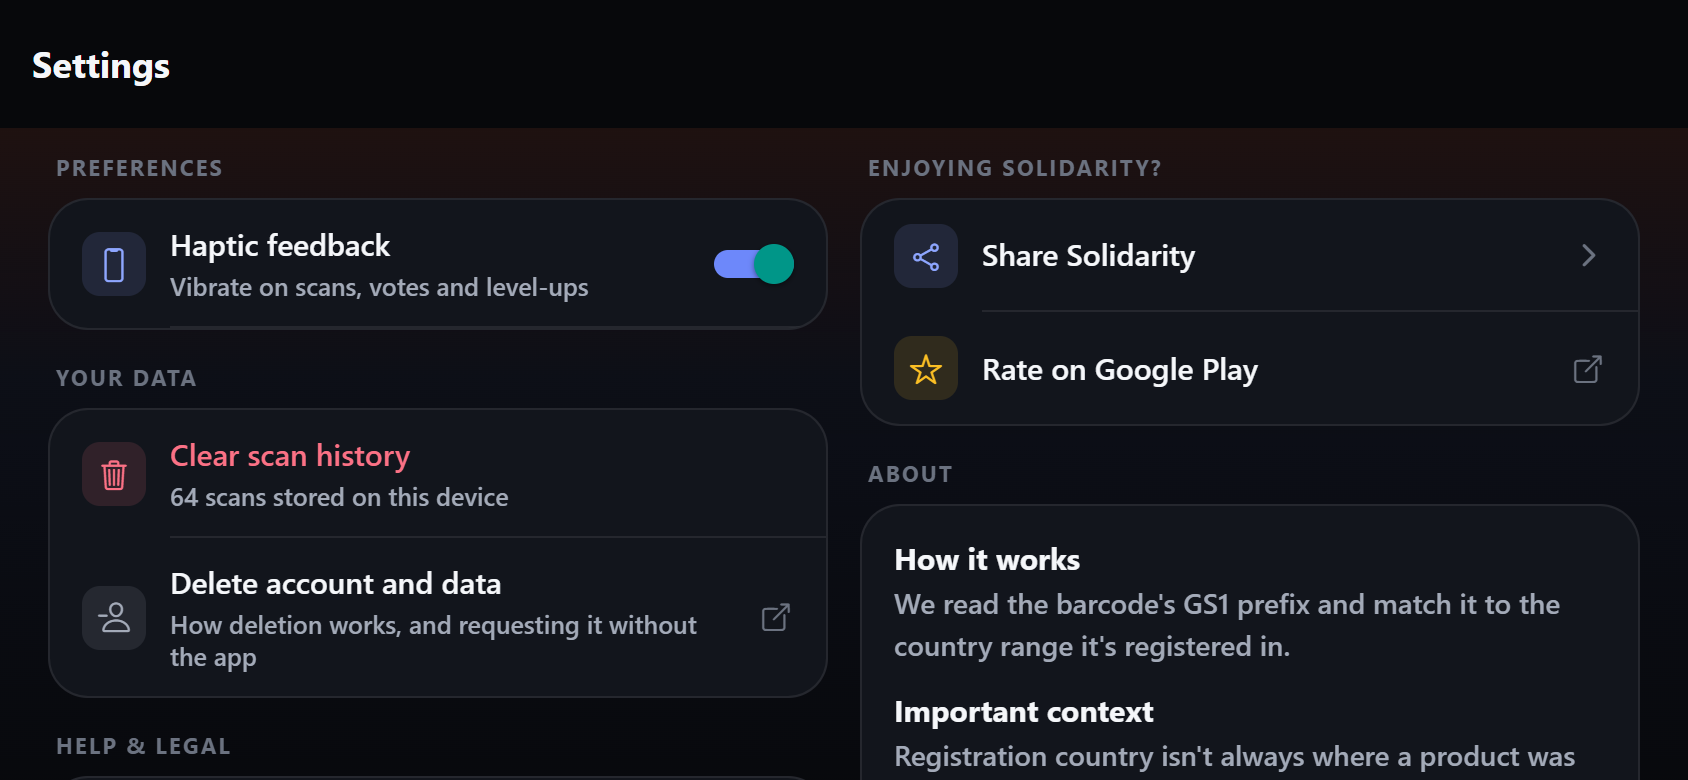 Settings
PREFERENCES
Haptic feedback
Vibrate on scans, votes and level-ups
YOUR DATA
Clear scan history
64 scans stored on this device
Delete account and data
How deletion works, and requesting it without
the app
HELP & LEGAL
ENJOYING SOLIDARITY?
Share Solidarity
Rate on Google Play
ABOUT
How it works
We read the barcode's GS1 prefix and match it to the
country range it's registered in.
Important context
Registration country isn't always where a product was